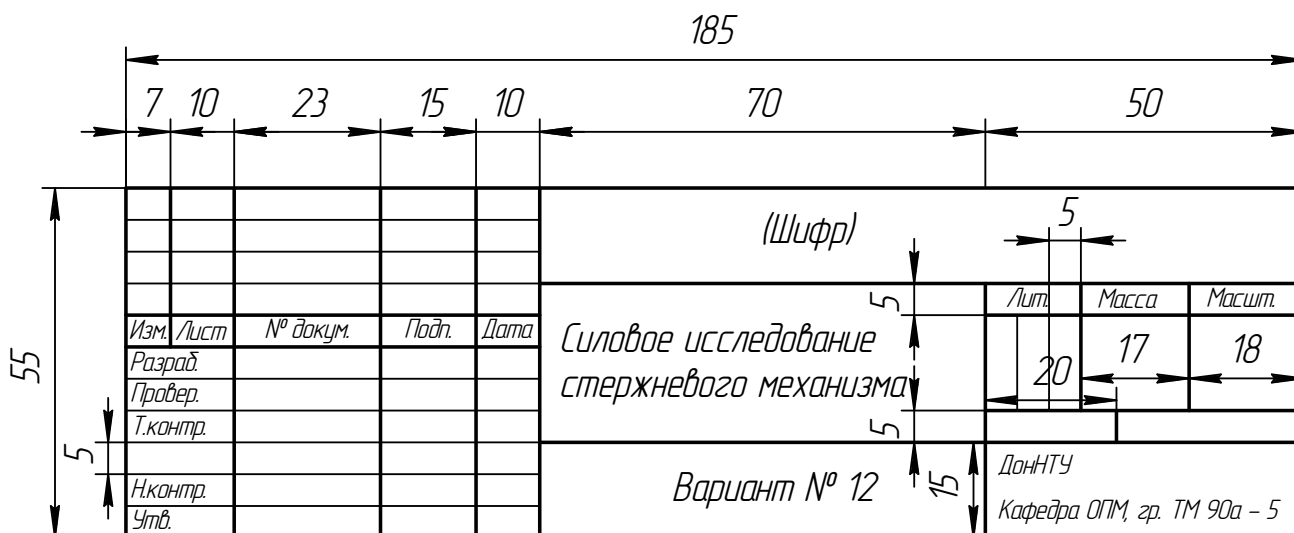 185
7 10 23 15 10 70 50
(Шифр)
5
5
Лит. Масса Масшт.
Изм. Лист № докум. Подп. Дата
Силовое исследование
стержневого механизма
20 17 18
55
Разраб.
Провер.
Т.контр.
5
5
Н.контр.
Утв.
Вариант № 12
15
ДонНТУ
Кафедра ОПМ, гр. ТМ 90а – 5